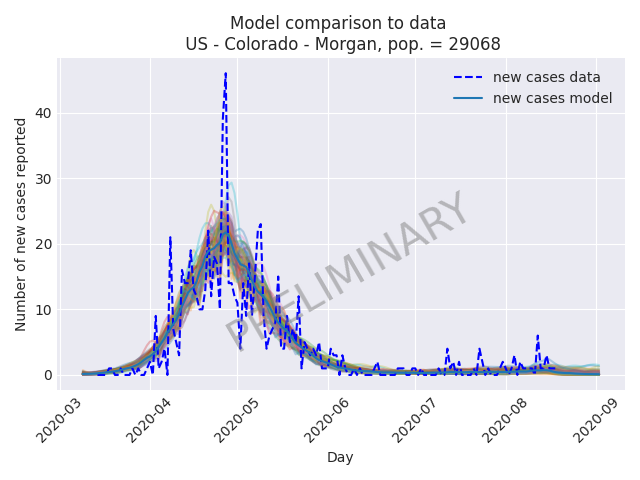 Model comparison to data
US - Colorado - Morgan, pop. = 29068
new cases data
new cases model
Number of new cases reported
40
30
20
10
0
PRELIMINARY
2020-03
2020-04
2020-05
2020-06
2020-07
2020-08
2020-09
Day